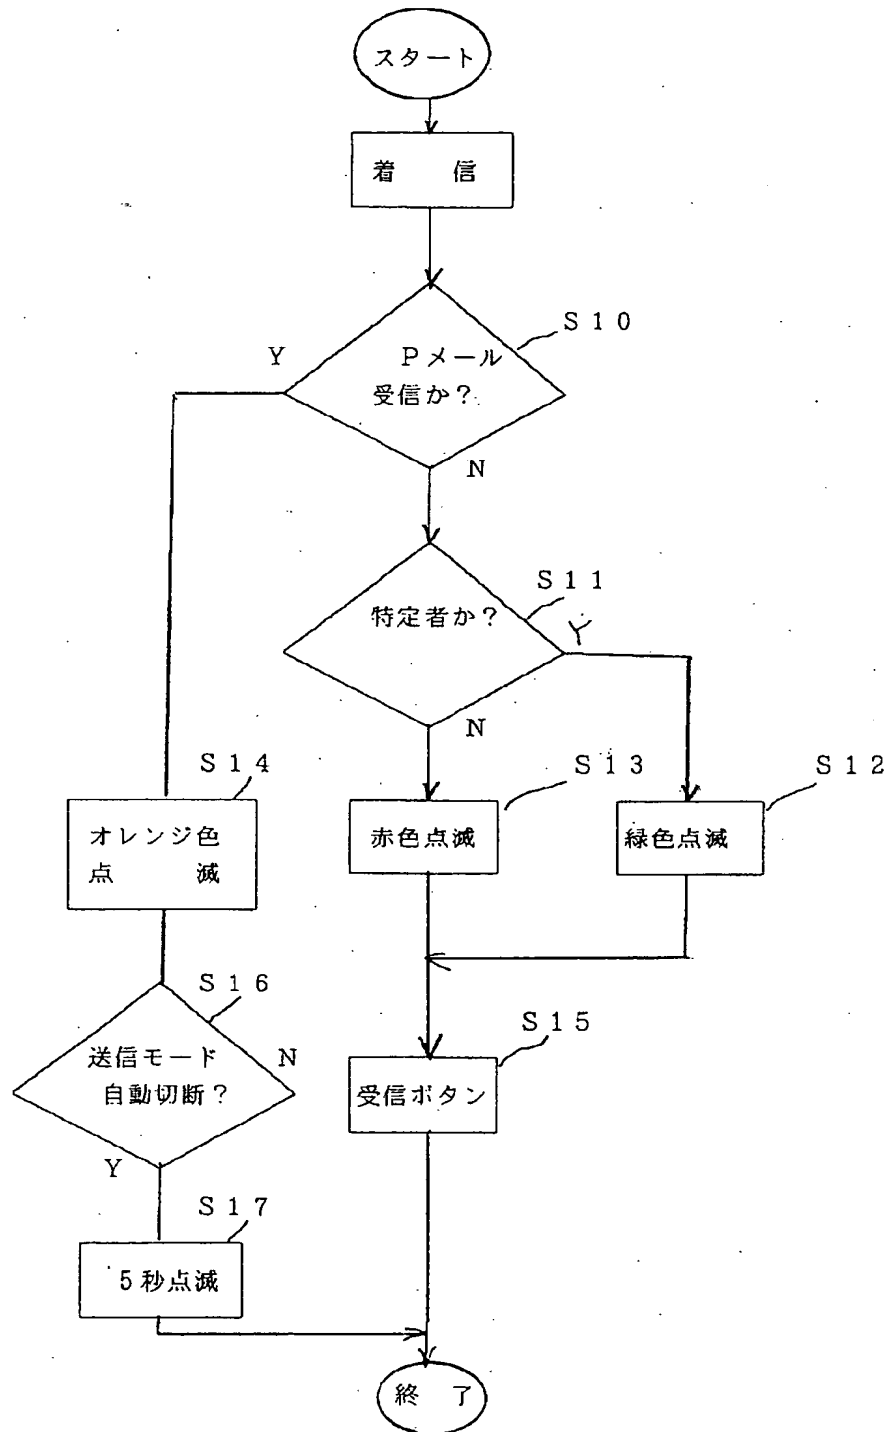 スタート
着 信
S10
Y
Pメール
受信か?
N
S11
特定者か?
Y
N
S14
S13
S12
オレンジ色
点 滅
赤色点滅
緑色点滅
S16
S15
送信モード
自動切断?
N
受信ボタン
Y
S17
5秒点滅
終 了